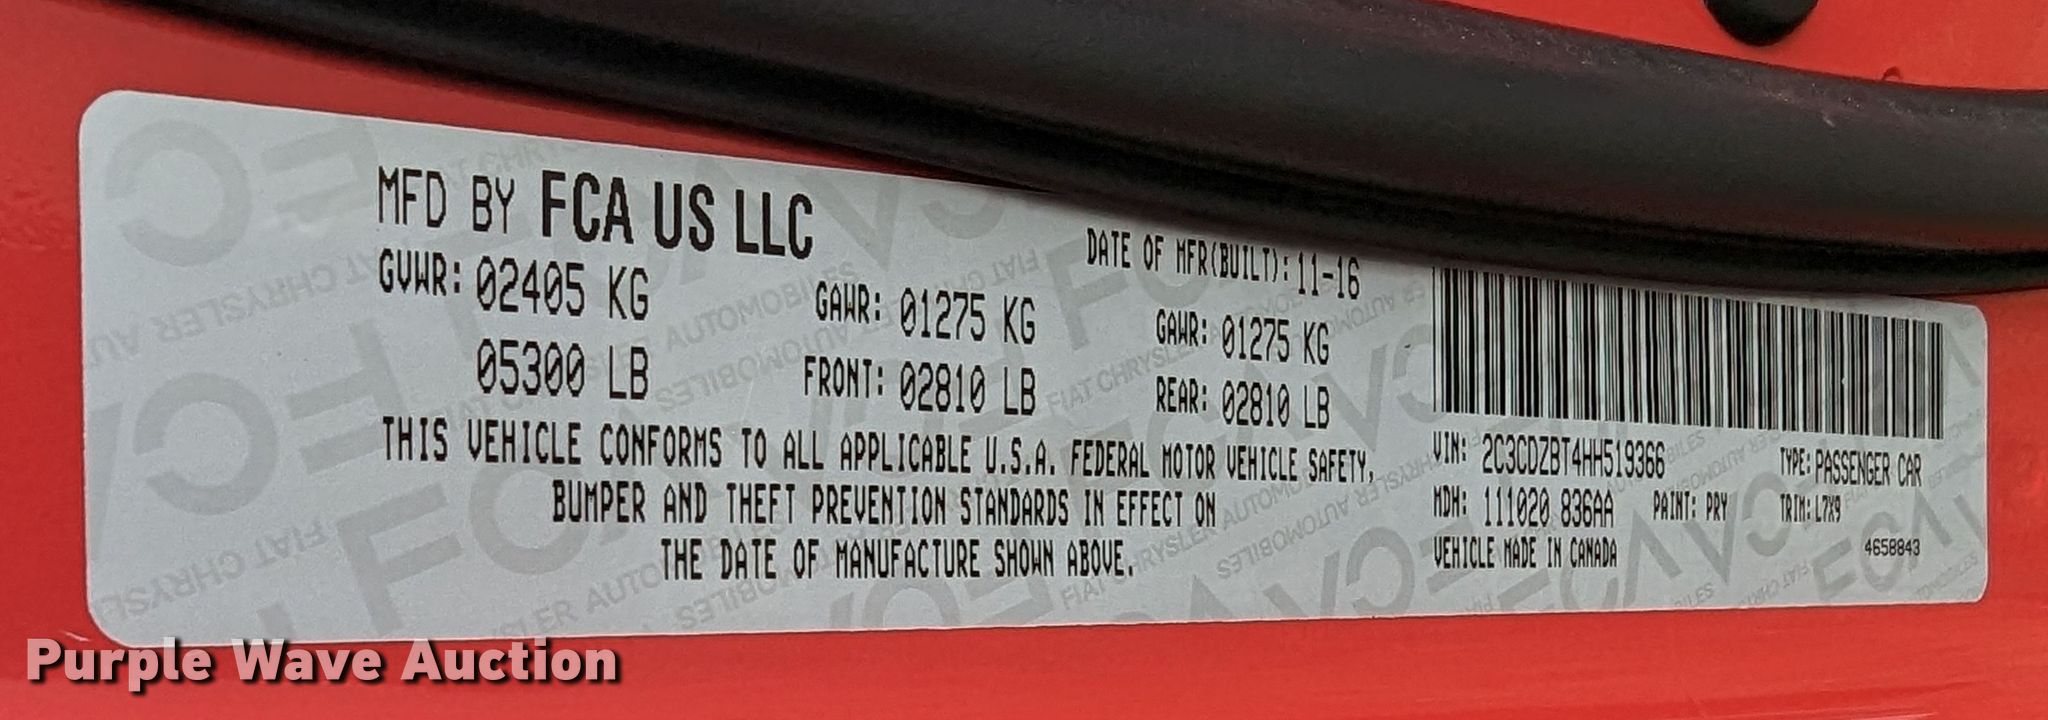 MFD BY FCA US LLC
DATE OF MFR(BUILT): 11-16
GVWR: 02405 KG
GAWR: 01275 KG
GAWR: 01275 KG
05300 LB
FRONT: 02810 LB
REAR: 02810 LB
THIS VEHICLE CONFORMS TO ALL APPLICABLE U.S.A. FEDERAL MOTOR VEHICLE SAFETY,
BUMPER AND THEFT PREVENTION STANDARDS IN EFFECT ON
THE DATE OF MANUFACTURE SHOWN ABOVE.
VIN: 2C3CDZBT4HH519366
TYPE: PASSENGER CAR
MDH: 111020 836AA
PAINT: PRY
TRIM: L7X9
VEHICLE MADE IN CANADA
4658843
Purple Wave Auction